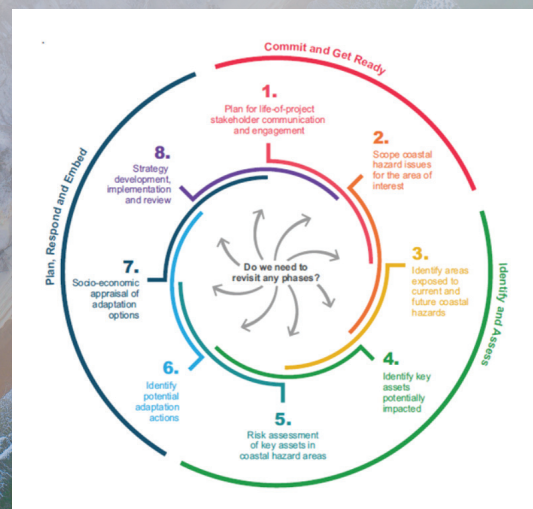 Commit and Get Ready
1.
Plan for life-of-project
stakeholder communication
and engagement
2.
Scope coastal
hazard issues
for the area of
interest
3.
Identify areas
exposed to
current and
future coastal
hazards
Identify and Assess
4.
Identify key
assets
potentially
impacted
5.
Risk assessment
of key assets in
coastal hazard areas
6.
Identify
potential
adaptation
actions
7.
Socio-economic
appraisal of
adaptation
options
Plan, Respond and Embed
8.
Strategy
development,
implementation
and review
Do we need to
revisit any phases?